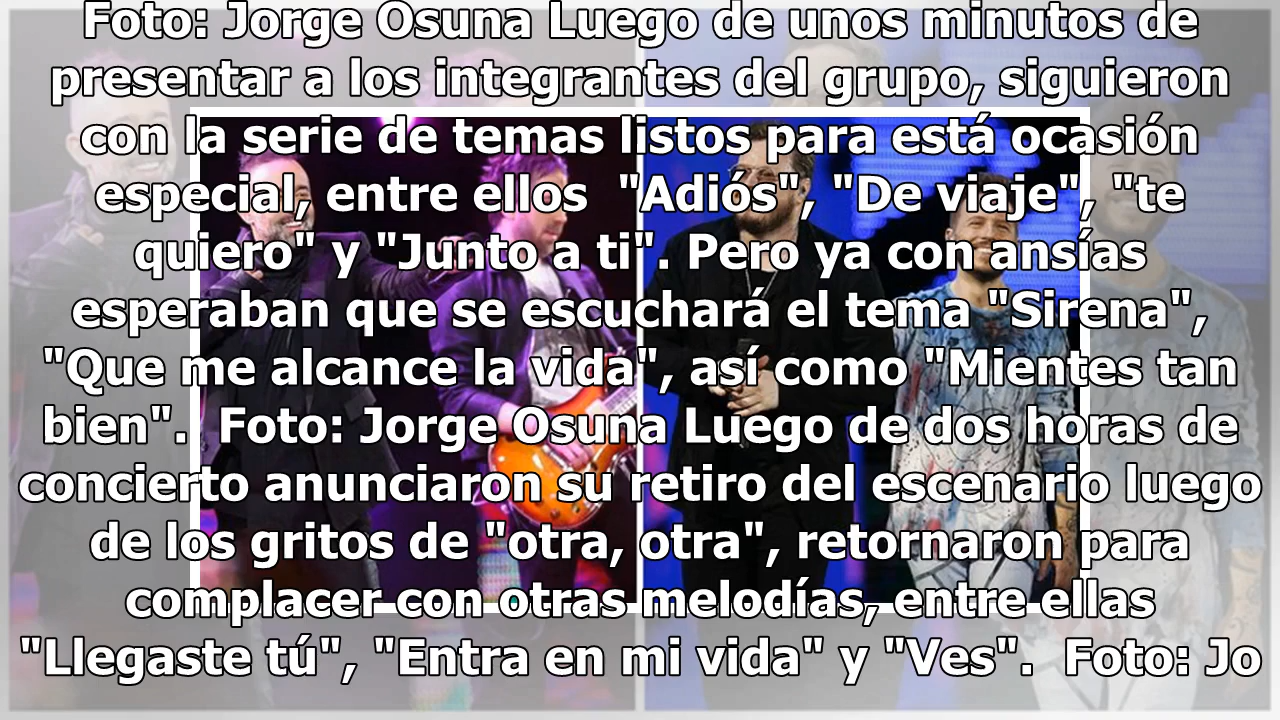 Foto: Jorge Osuna Luego de unos minutos de
presentar a los integrantes del grupo, siguieron
con la serie de temas listos para está ocasión
especial, entre ellos  "Adiós",  "De viaje",  "te
quiero" y "Junto a ti". Pero ya con ansías
esperaban que se escuchará el tema "Sirena",
"Que me alcance la vida", así como "Mientes tan
bien".  Foto: Jorge Osuna Luego de dos horas de
concierto anunciaron su retiro del escenario luego
de los gritos de "otra, otra", retornaron para
complacer con otras melodías, entre ellas
"Llegaste tú", "Entra en mi vida" y "Ves".  Foto: Jo